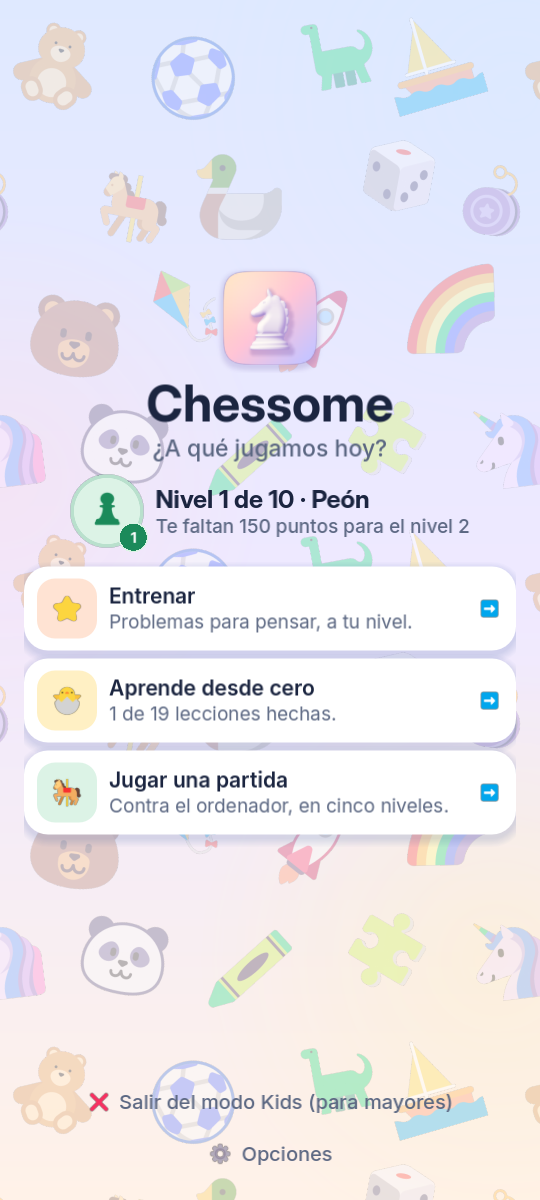 Chessome
¿A qué jugamos hoy?
Nivel 1 de 10 · Peón
Te faltan 150 puntos para el nivel 2
1
Entrenar
Problemas para pensar, a tu nivel.
Aprende desde cero
1 de 19 lecciones hechas.
Jugar una partida
Contra el ordenador, en cinco niveles.
Salir del modo Kids (para mayores)
Opciones